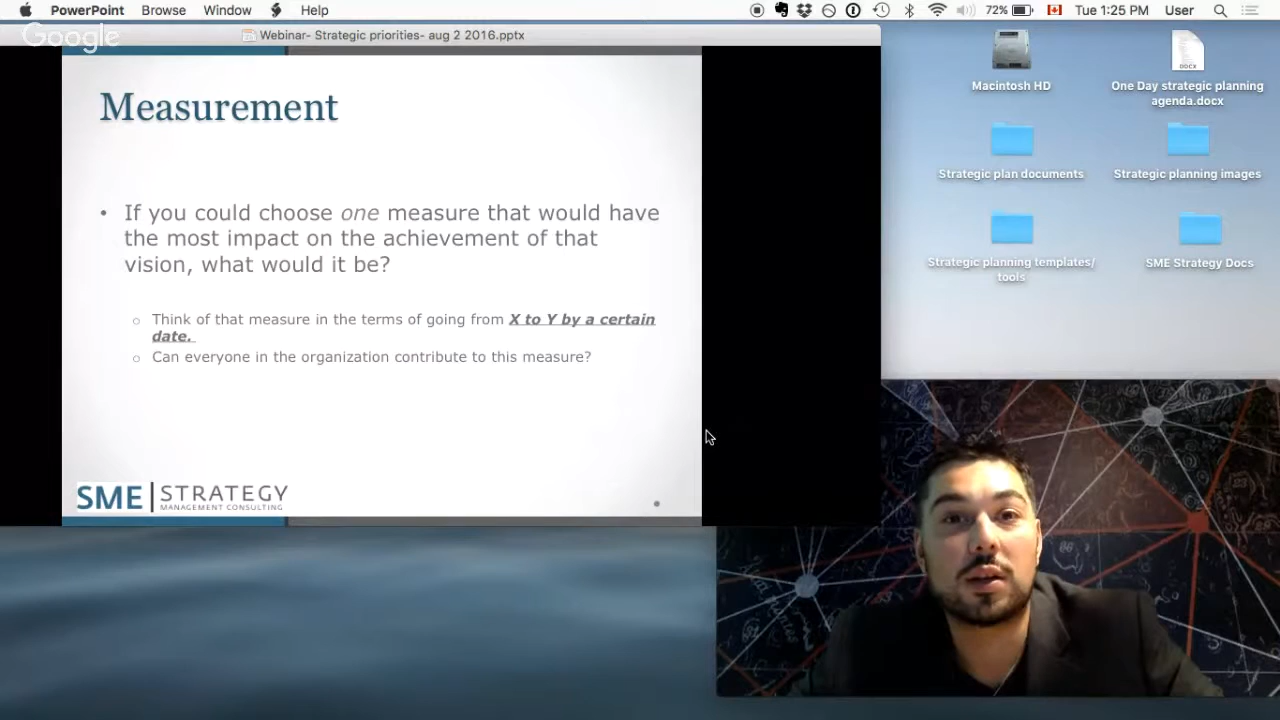 PowerPoint Browse Window Help 72% Tue 1:25 PM User
Google
Webinar- Strategic priorities- aug 2 2016.pptx
Measurement
• If you could choose one measure that would have
the most impact on the achievement of that
vision, what would it be?
o Think of that measure in the terms of going from X to Y by a certain
date.
o Can everyone in the organization contribute to this measure?
SME | STRATEGY
MANAGEMENT CONSULTING
DOCX
Macintosh HD
One Day strategic planning
agenda.docx
Strategic plan documents
Strategic planning images
Strategic planning templates/
tools
SME Strategy Docs